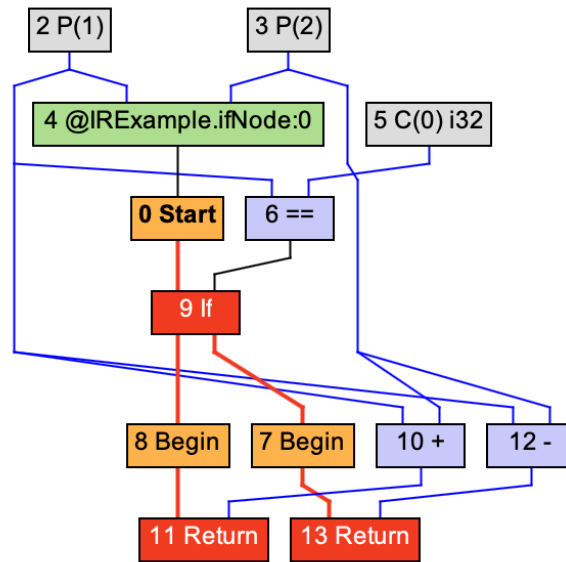 2 P(1)
3 P(2)
4 @IRExample.ifNode:0
5 C(0) i32
0 Start
6 ==
9 If
8 Begin
7 Begin
10 +
12 -
11 Return
13 Return